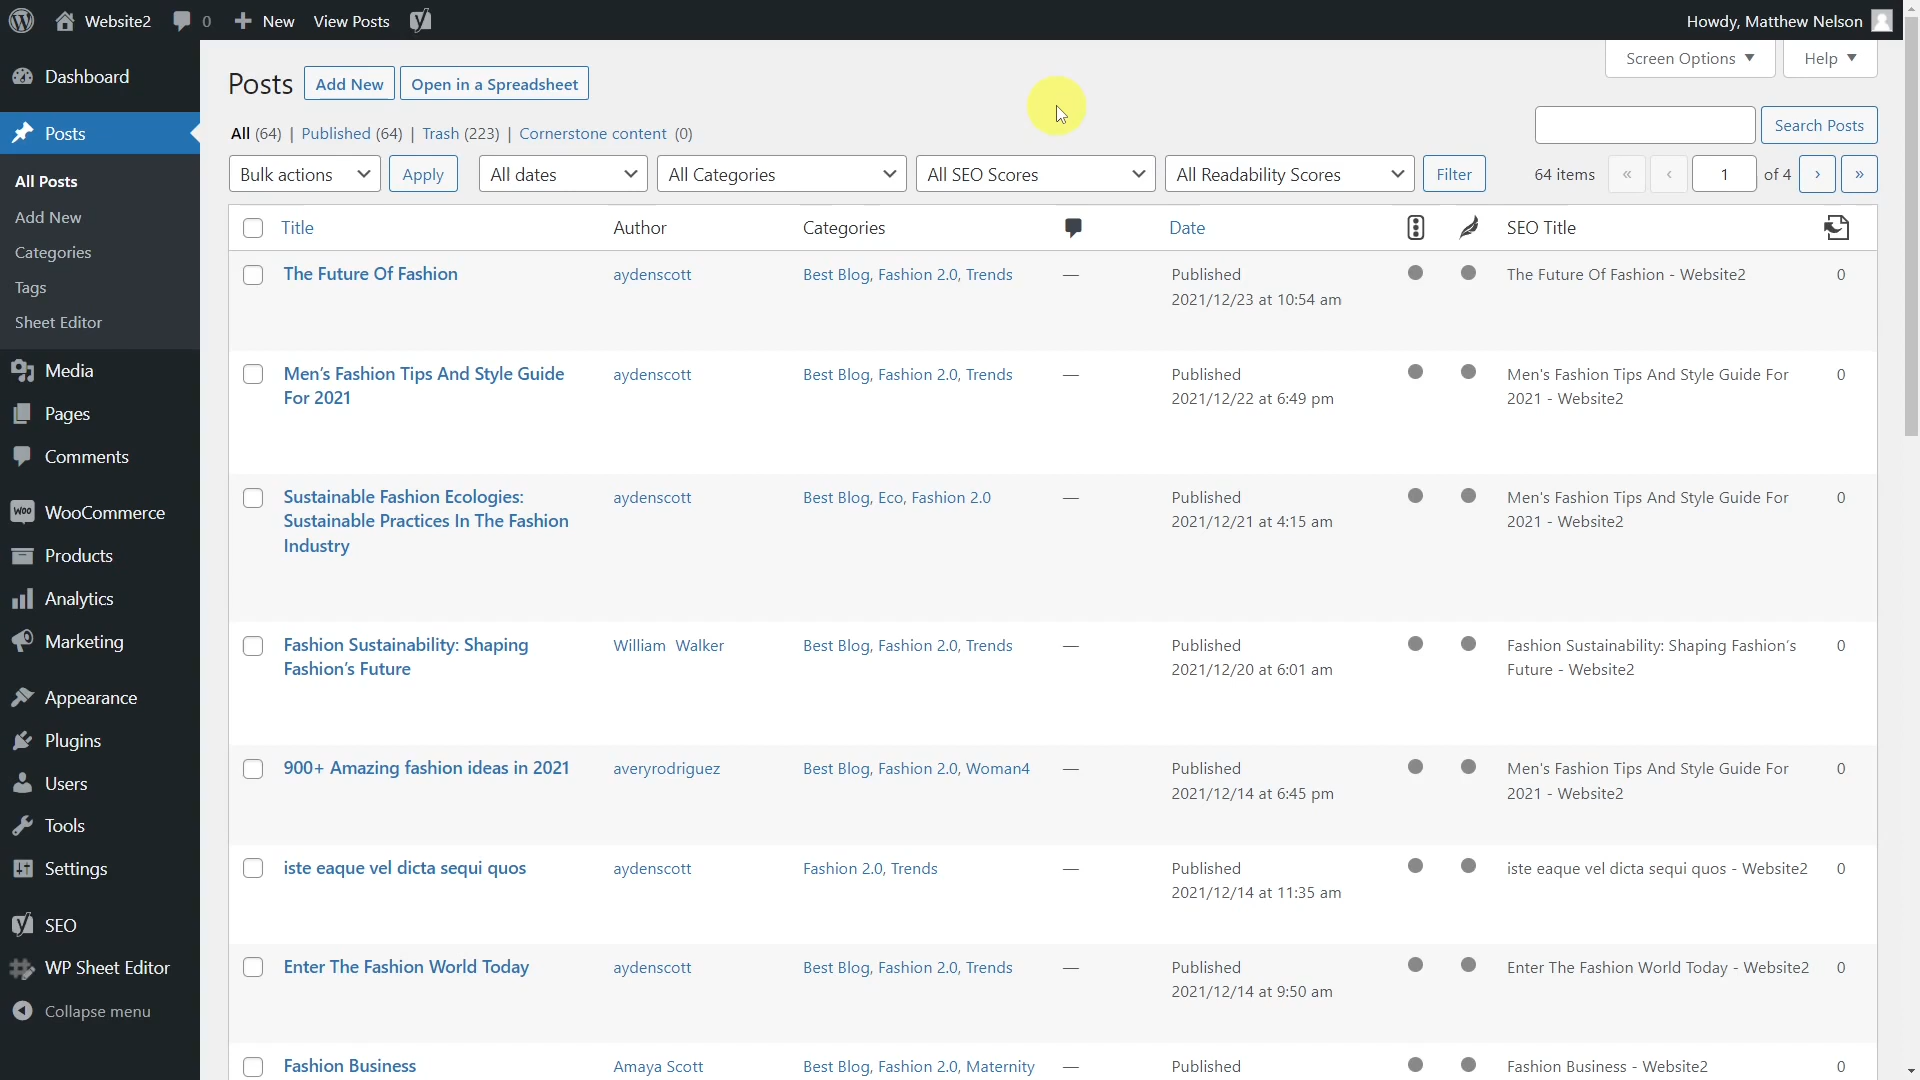 Website2 0 New View Posts Howdy, Matthew Nelson
Screen Options Help
Dashboard
Posts
All Posts
Add New
Categories
Tags
Sheet Editor
Media
Pages
Comments
WooCommerce
Products
Analytics
Marketing
Appearance
Plugins
Users
Tools
Settings
SEO
WP Sheet Editor
Collapse menu
Posts Add New Open in a Spreadsheet
All (64) | Published (64) | Trash (223) | Cornerstone content (0)
Search Posts
Bulk actions Apply All dates All Categories All SEO Scores All Readability Scores Filter 64 items « ‹ 1 of 4 › »
Title Author Categories Date SEO Title
The Future Of Fashion aydenscott Best Blog, Fashion 2.0, Trends — Published The Future Of Fashion - Website2 0
2021/12/23 at 10:54 am
Men's Fashion Tips And Style Guide aydenscott Best Blog, Fashion 2.0, Trends — Published Men's Fashion Tips And Style Guide For 0
For 2021 2021/12/22 at 6:49 pm 2021 - Website2
Sustainable Fashion Ecologies: aydenscott Best Blog, Eco, Fashion 2.0 — Published Men's Fashion Tips And Style Guide For 0
Sustainable Practices In The Fashion 2021/12/21 at 4:15 am 2021 - Website2
Industry
Fashion Sustainability: Shaping William Walker Best Blog, Fashion 2.0, Trends — Published Fashion Sustainability: Shaping Fashion's 0
Fashion's Future 2021/12/20 at 6:01 am Future - Website2
900+ Amazing fashion ideas in 2021 averyrodriguez Best Blog, Fashion 2.0, Woman4 — Published Men's Fashion Tips And Style Guide For 0
2021/12/14 at 6:45 pm 2021 - Website2
iste eaque vel dicta sequi quos aydenscott Fashion 2.0, Trends — Published iste eaque vel dicta sequi quos - Website2 0
2021/12/14 at 11:35 am
Enter The Fashion World Today aydenscott Best Blog, Fashion 2.0, Trends — Published Enter The Fashion World Today - Website2 0
2021/12/14 at 9:50 am
Fashion Business Amaya Scott Best Blog, Fashion 2.0, Maternity — Published Fashion Business - Website2 0